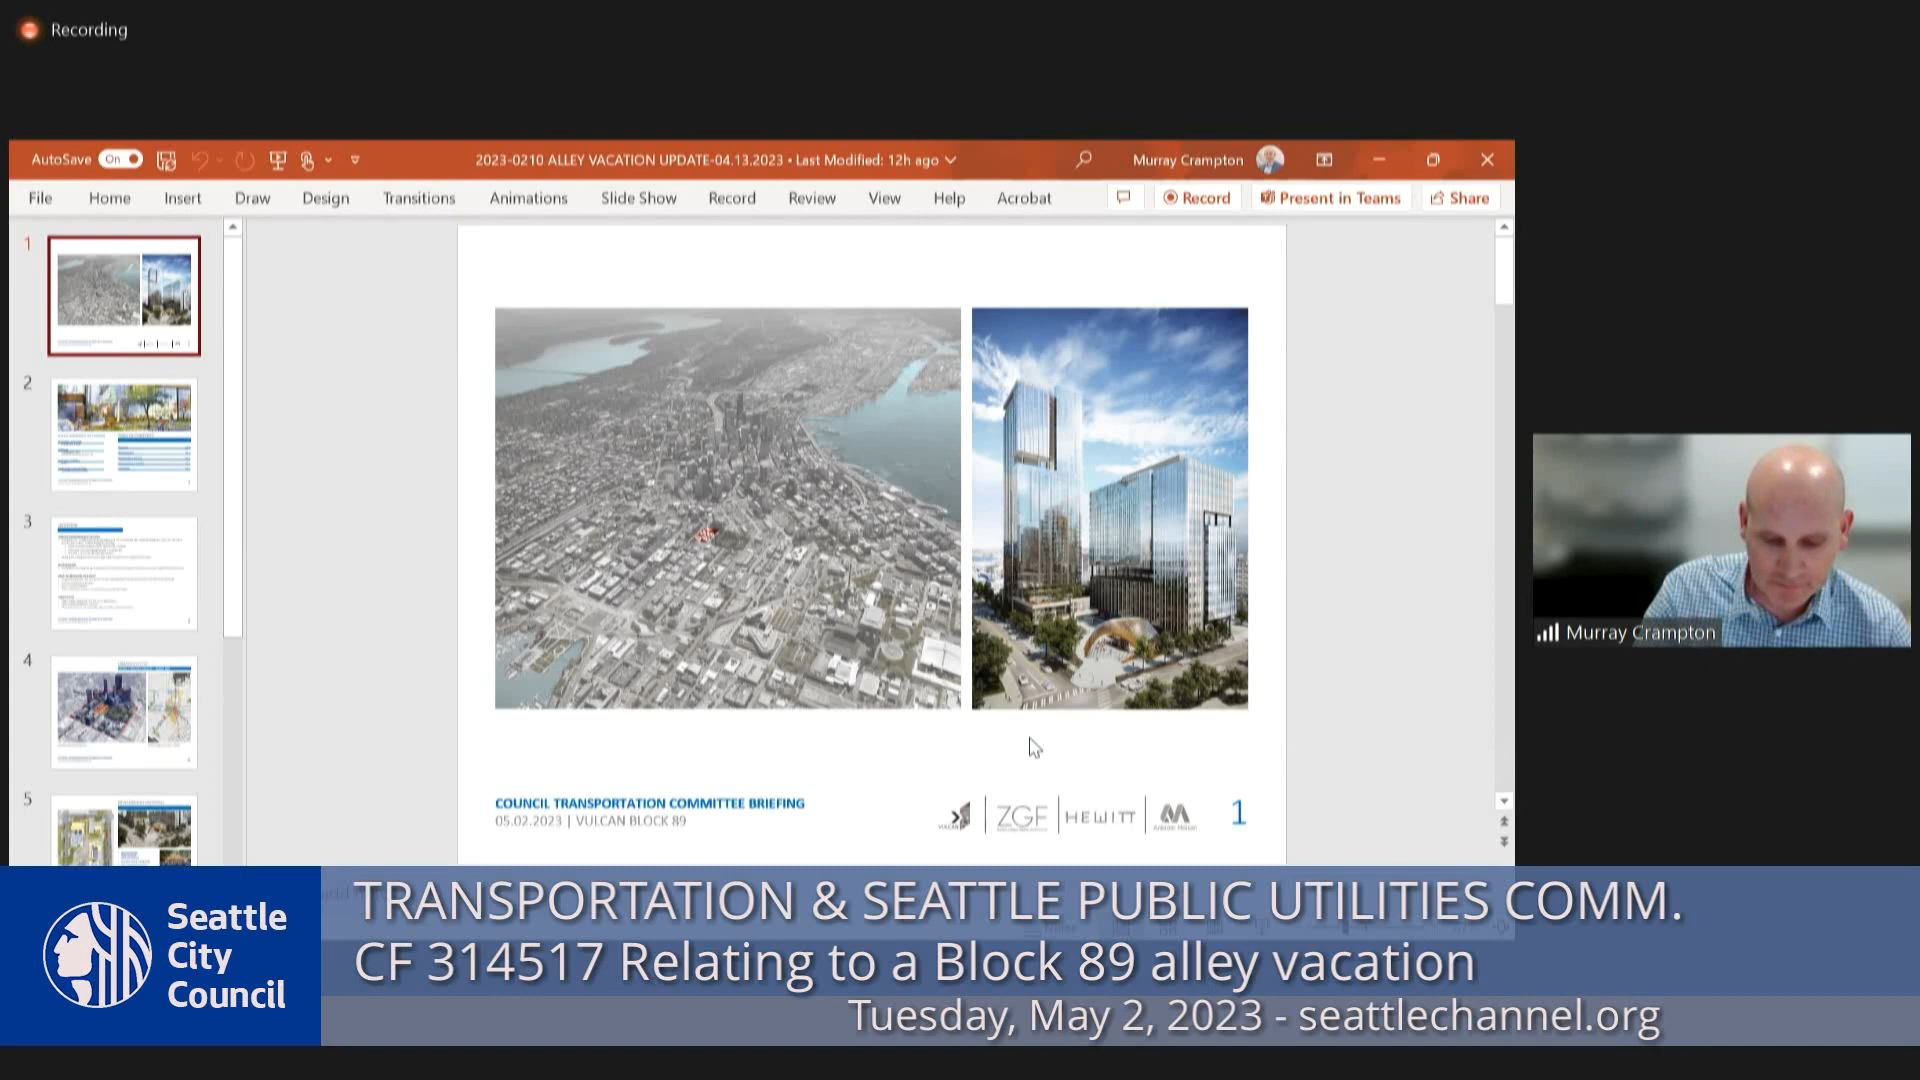 Recording
AutoSave On
2023-0210 ALLEY VACATION UPDATE-04.13.2023 • Last Modified: 12h ago
Murray Crampton
File Home Insert Draw Design Transitions Animations Slide Show Record Review View Help Acrobat
Record Present in Teams Share
1
2
3
4
5
COUNCIL TRANSPORTATION COMMITTEE BRIEFING
05.02.2023 | VULCAN BLOCK 89
VULCAN
ZGF
HEWITT
1
Murray Crampton
Seattle
City
Council
TRANSPORTATION & SEATTLE PUBLIC UTILITIES COMM.
CF 314517 Relating to a Block 89 alley vacation
Tuesday, May 2, 2023 - seattlechannel.org